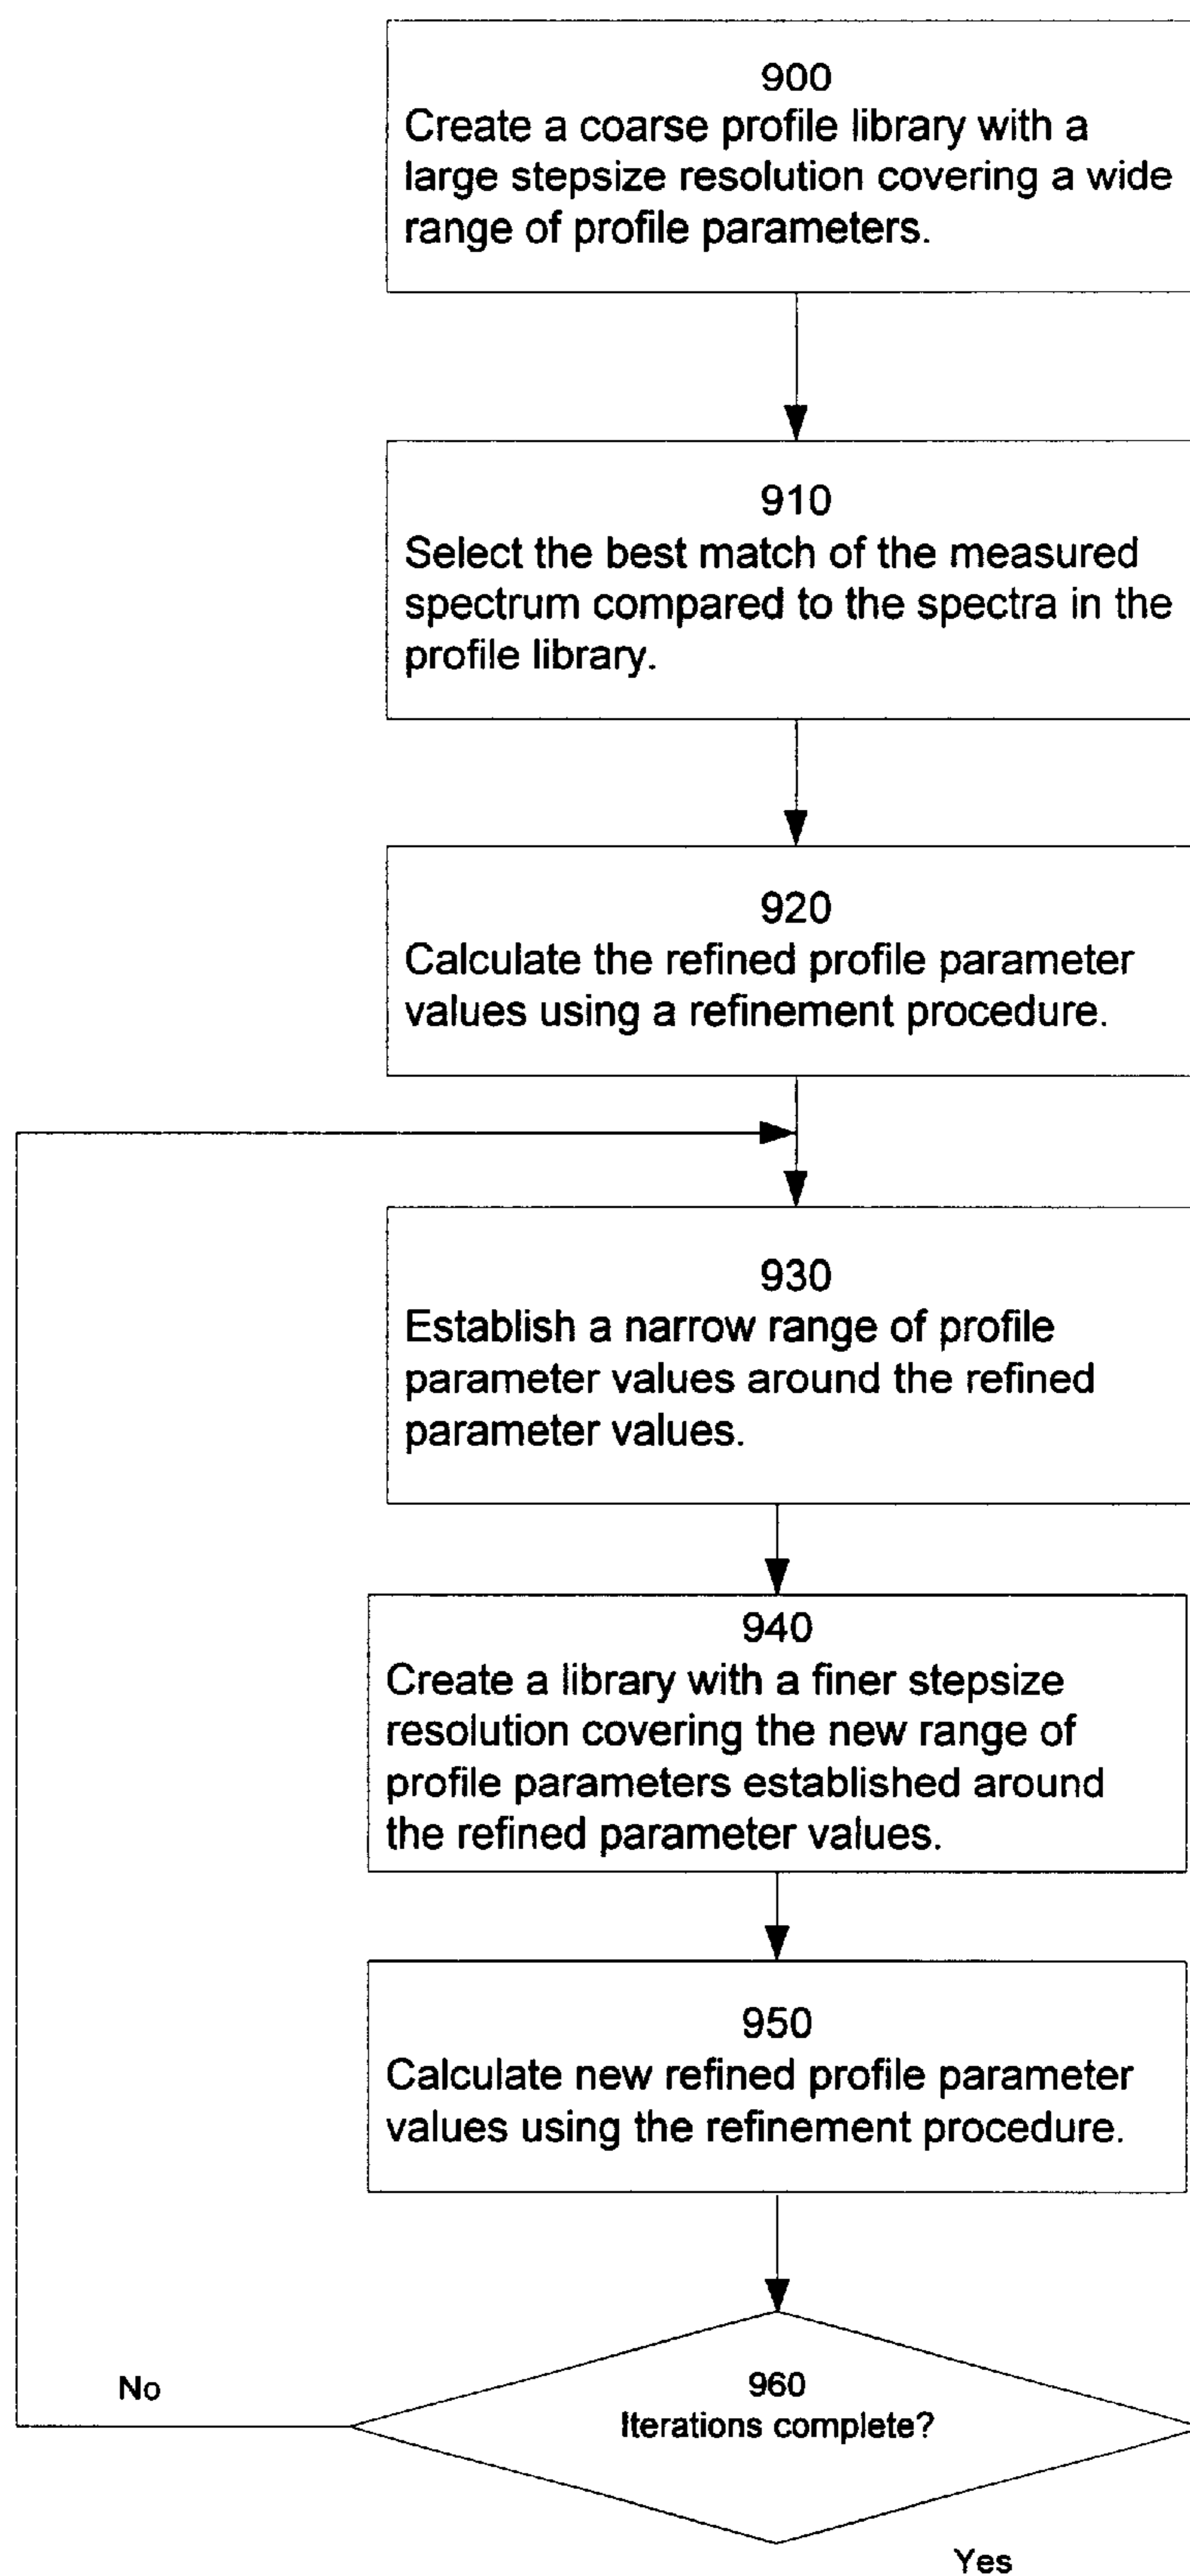 900
Create a coarse profile library with a
large stepsize resolution covering a wide
range of profile parameters.
910
Select the best match of the measured
spectrum compared to the spectra in the
profile library.
920
Calculate the refined profile parameter
values using a refinement procedure.
930
Establish a narrow range of profile
parameter values around the refined
parameter values.
940
Create a library with a finer stepsize
resolution covering the new range of
profile parameters established around
the refined parameter values.
950
Calculate new refined profile parameter
values using the refinement procedure.
No
960
Iterations complete?
Yes